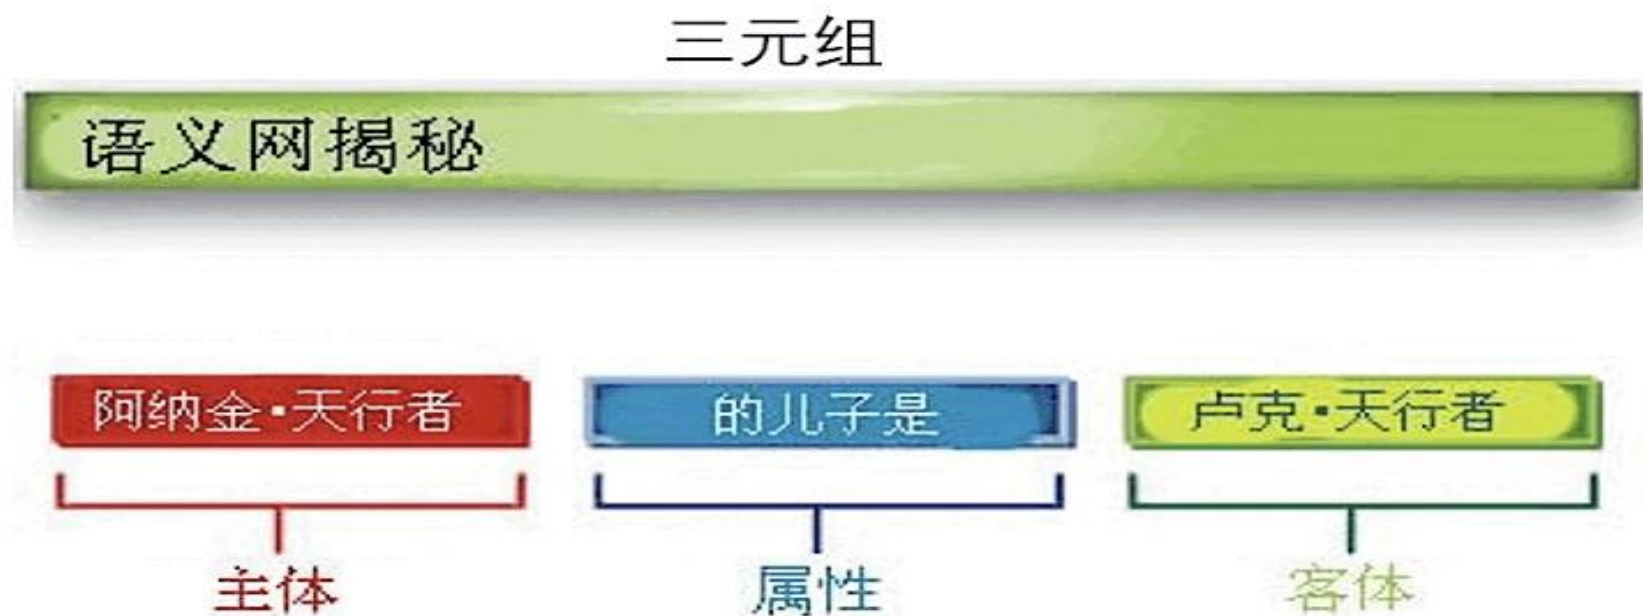 三元组
语义网揭秘
阿纳金·天行者 的儿子是 卢克·天行者
主体 属性 客体